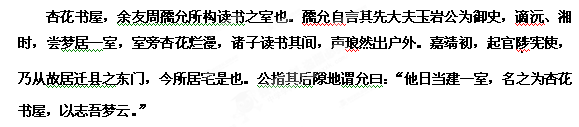 杏花书屋,余友周孺允所构读书之室也。孺允自言其先大夫玉岩公为御史,谪沅、湘
时,尝梦居一室,室旁杏花烂漫,诸子读书其间,声琅然出户外。嘉靖初,起官陟宪使,
乃从故居迁县之东门,今所居宅是也。公指其后隙地谓允曰:“他日当建一室,名之为杏花
书屋,以志吾梦云。”